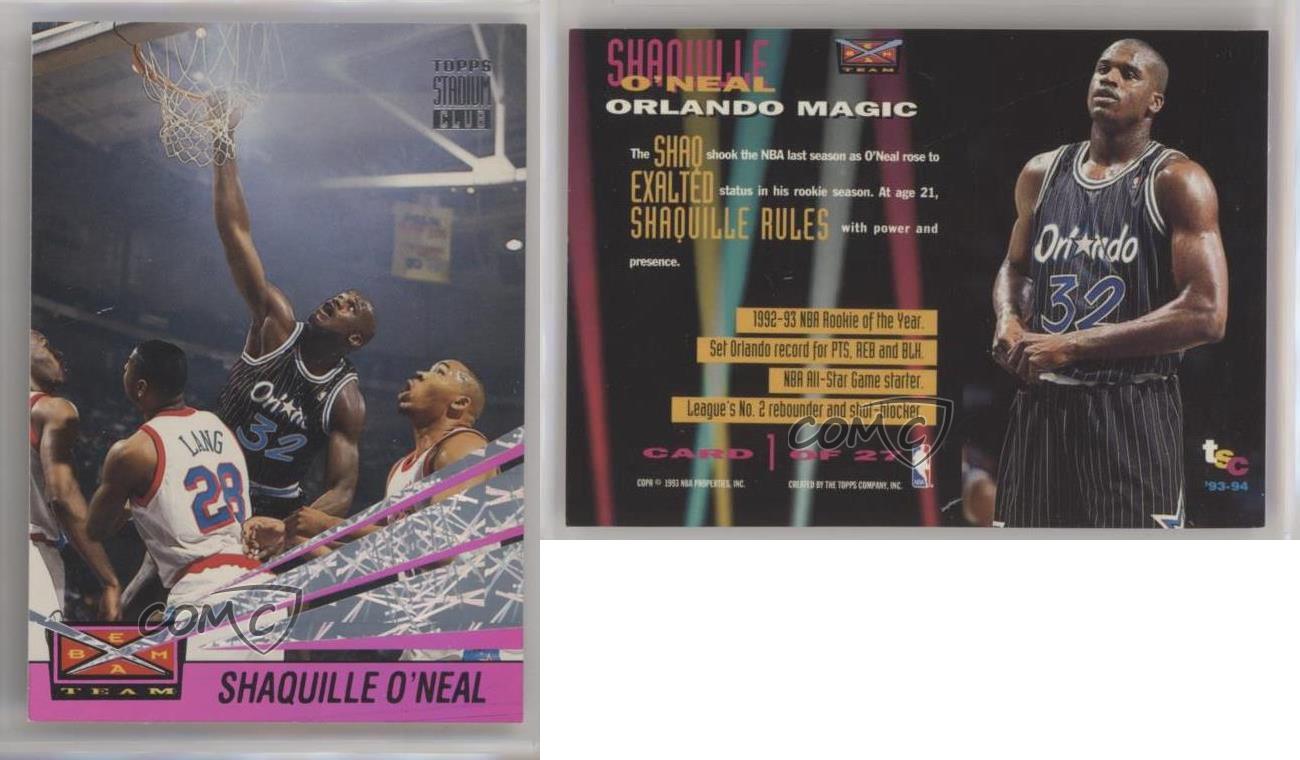 TOPPS
STADIUM
CLUB
Orlando
32
LANG
28
COMC
BEAM
TEAM
SHAQUILLE O'NEAL
SHAQUILLE
O'NEAL
ORLANDO MAGIC
BEAM
TEAM
The SHAQ shook the NBA last season as O'Neal rose to
EXALTED status in his rookie season. At age 21,
SHAQUILLE RULES with power and
presence.
1992-93 NBA Rookie of the Year.
Set Orlando record for PTS, REB and BLK.
NBA All-Star Game starter.
League's No. 2 rebounder and shot-blocker.
COMC
CARD 1 OF 27
COPR © 1993 NBA PROPERTIES, INC.
CREATED BY THE TOPPS COMPANY, INC.
NBA
Orlando
32
tsc
'93-94